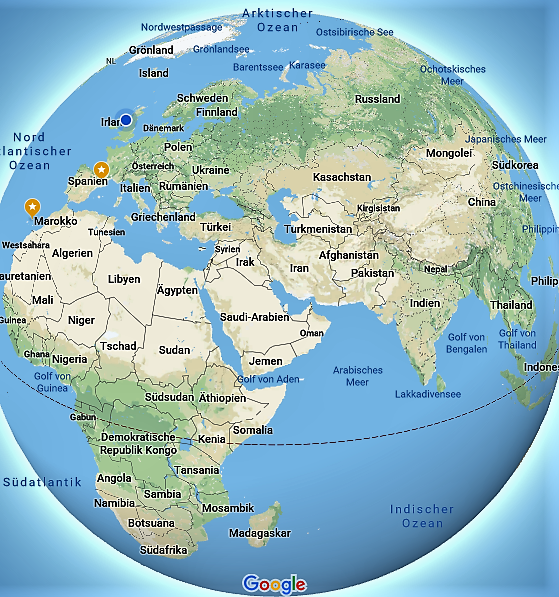 Arktischer
Ozean
Nordwestpassage
Ostsibirische See
Grönland
Grönlandsee
NL
Island
Barentssee
Karasee
Ochotskisches
Meer
Schweden
Finnland
Russland
Irlan
Dänemark
Nord
tlantischer
Ozean
Polen
Japanisches Meer
Mongolei
Südkorea
Österreich
Ukraine
Spanien
Italien
Rumänien
Kasachstan
Ostchinesische
Meer
Kirgisistan
China
Marokko
Griechenland
Türkei
Turkmenistan
Tunesien
Philippin
Westsahara
Algerien
Syrien
Irak
Iran
Afghanistan
Pakistan
Nepal
auretanien
Libyen
Ägypten
Philip
Mali
Niger
Saudi-Arabien
Indien
Thailand
Guinea
Oman
Golf von
Bengalen
Golf von
Thailand
Tschad
Sudan
Ghana
Nigeria
Jemen
Golf von
Guinea
Golf von Aden
Arabisches
Meer
Lakkadivensee
Indones
Südsudan
Äthiopien
Gabun
Somalia
Demokratische
Republik Kongo
Kenia
Tansania
Südatlantik
Angola
Sambia
Namibia
Mosambik
Indischer
Ozean
Botsuana
Madagaskar
Südafrika
Google